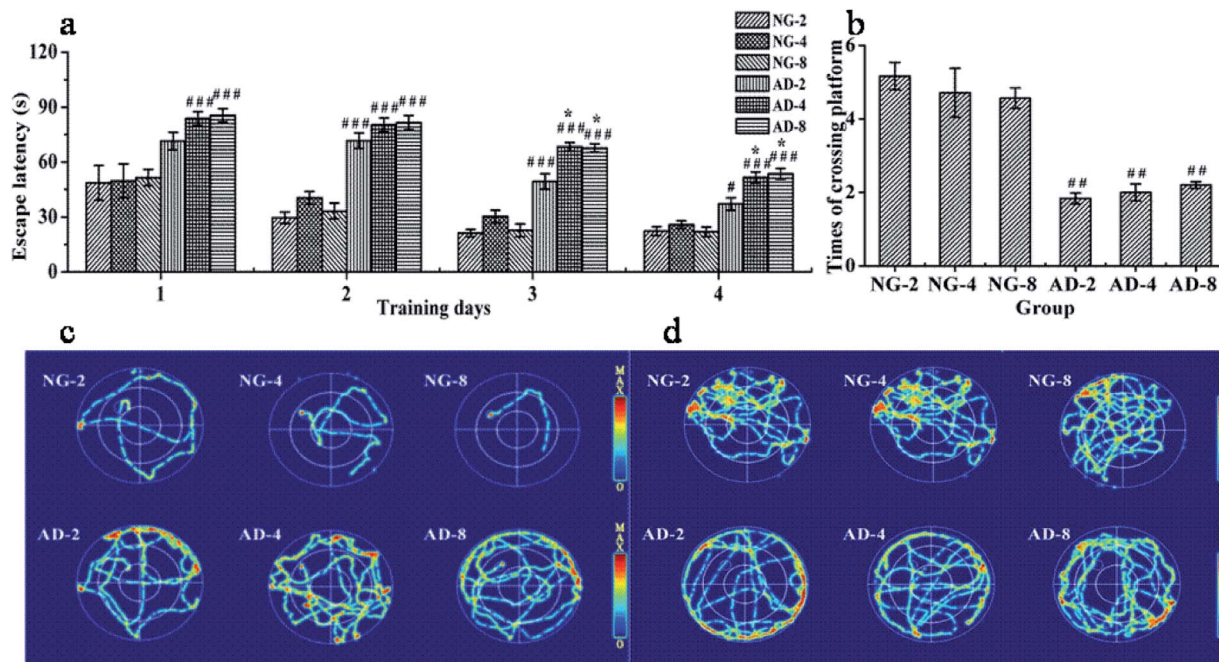 a
NG-2
NG-4
NG-8
AD-2
AD-4
AD-8
Escape latency (s)
120
90
60
30
0
### ###
### ### ###
* *
### ### ###
* *
# ### ###
1 2 3 4
Training days
b
Times of crossing platform
6
4
2
0
## ## ##
NG-2 NG-4 NG-8 AD-2 AD-4 AD-8
Group
c
NG-2 NG-4 NG-8
MAX
0
AD-2 AD-4 AD-8
MAX
0
d
NG-2 NG-4 NG-8
AD-2 AD-4 AD-8